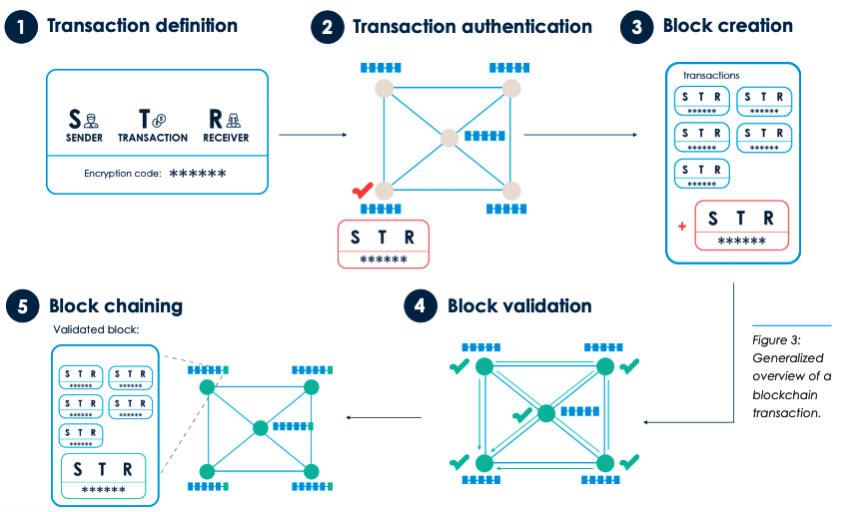 1 Transaction definition
S T R
SENDER TRANSACTION RECEIVER
Encryption code: ******
2 Transaction authentication
S T R
******
3 Block creation
transactions
S T R S T R
****** ******
S T R S T R
****** ******
S T R
******
+ S T R
******
5 Block chaining
Validated block:
S T R S T R
****** ******
S T R S T R
****** ******
S T R
******
S T R
******
4 Block validation
Figure 3:
Generalized
overview of a
blockchain
transaction.